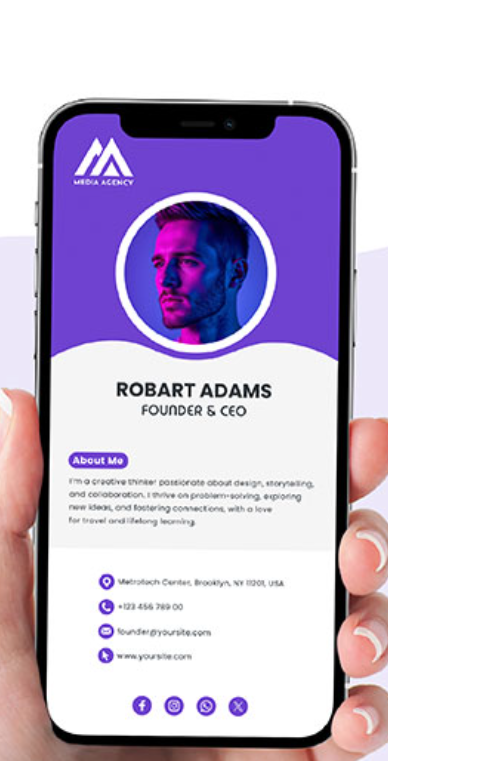 MEDIA AGENCY
ROBART ADAMS
FOUNDER & CEO
About Me
I'm a creative thinker passionate about design, storytelling,
and collaboration. I thrive on problem-solving, exploring
new ideas, and fostering connections, with a love
for travel and lifelong learning.
Metrotech Center, Brooklyn, NY 11201, USA
+123 456 789 00
founder@yoursite.com
www.yoursite.com